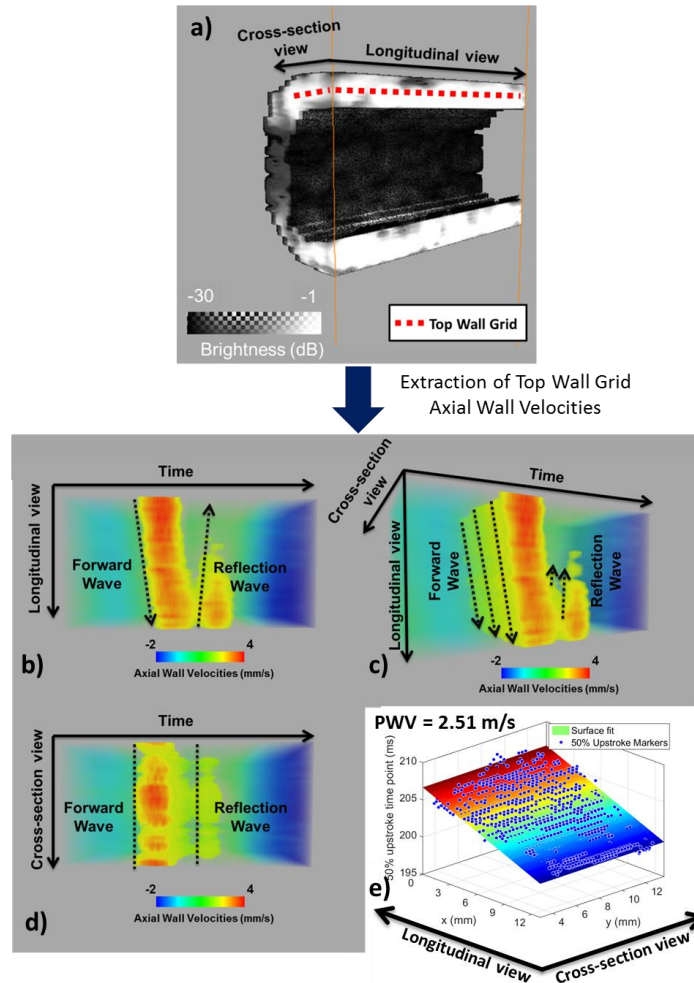 a)
Cross-section
view
Longitudinal view
-30
-1
Brightness (dB)
Top Wall Grid
Extraction of Top Wall Grid
Axial Wall Velocities
Time
Longitudinal view
Forward
Wave
Reflection
Wave
-2
4
Axial Wall Velocities (mm/s)
b)
Cross-section
view
Time
Longitudinal view
Forward
Wave
Reflection
Wave
-2
4
Axial Wall Velocities (mm/s)
c)
Time
Cross-section view
Forward
Wave
Reflection
Wave
-2
4
Axial Wall Velocities (mm/s)
d)
PWV = 2.51 m/s
Surface fit
50% Upstroke Markers
50% upstroke time point (ms)
210
205
200
195
0
3
6
9
12
x (mm)
4
6
8
10
12
y (mm)
e)
Longitudinal view
Cross-section view